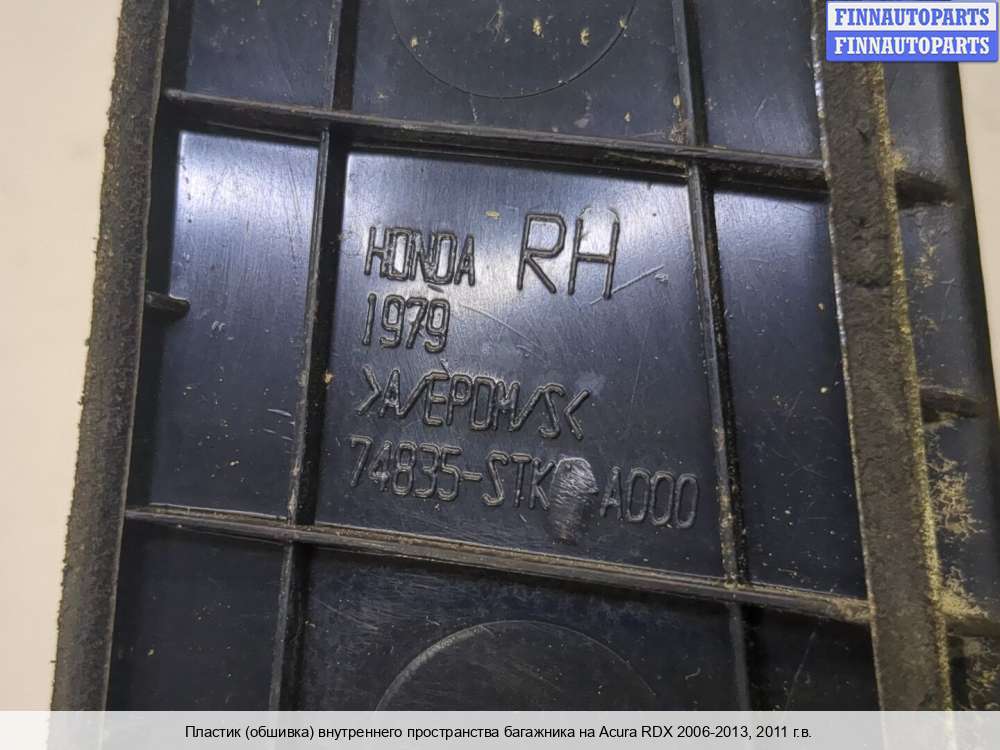 FINNAUTOPARTS
FINNAUTOPARTS
HONDA RH
1979
>A/EPDM/S<
74835-STK -A000
Пластик (обшивка) внутреннего пространства багажника на Acura RDX 2006-2013, 2011 г.в.